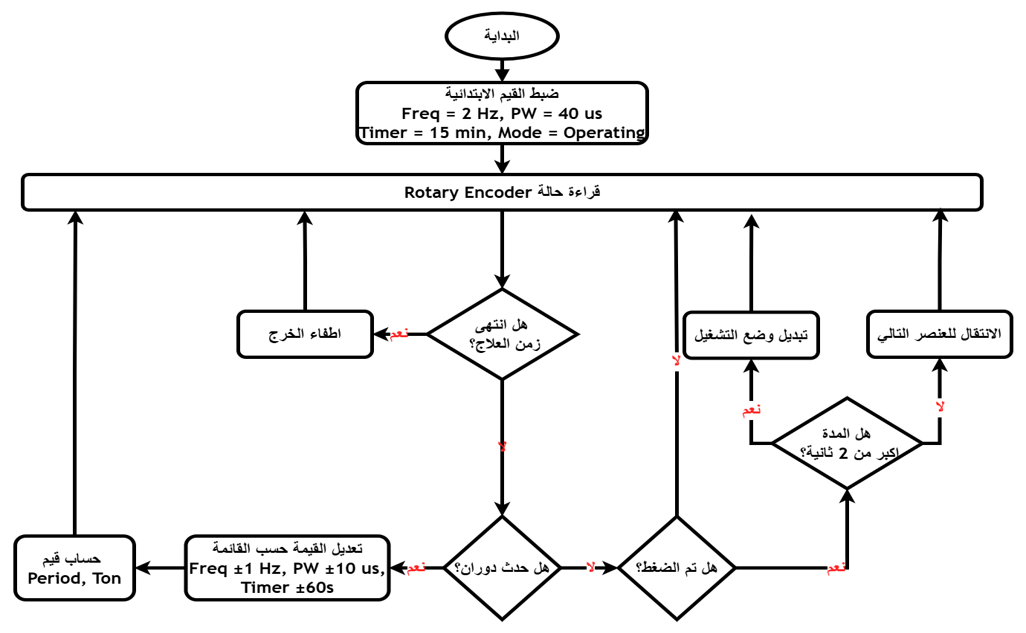 البداية
ضبط القيم الابتدائية
Freq = 2 Hz, PW = 40 us
Timer = 15 min, Mode = Operating
قراءة حالة Rotary Encoder
هل انتهى
زمن العلاج؟
نعم
اطفاء الخرج
لا
تبديل وضع التشغيل
الانتقال للعنصر التالي
لا
نعم
لا
هل المدة
اكبر من 2 ثانية؟
هل حدث دوران؟
نعم
تعديل القيمة حسب القائمة
Freq ±1 Hz, PW ±10 us,
Timer ±60s
حساب قيم
Period, Ton
لا
هل تم الضغط؟
نعم